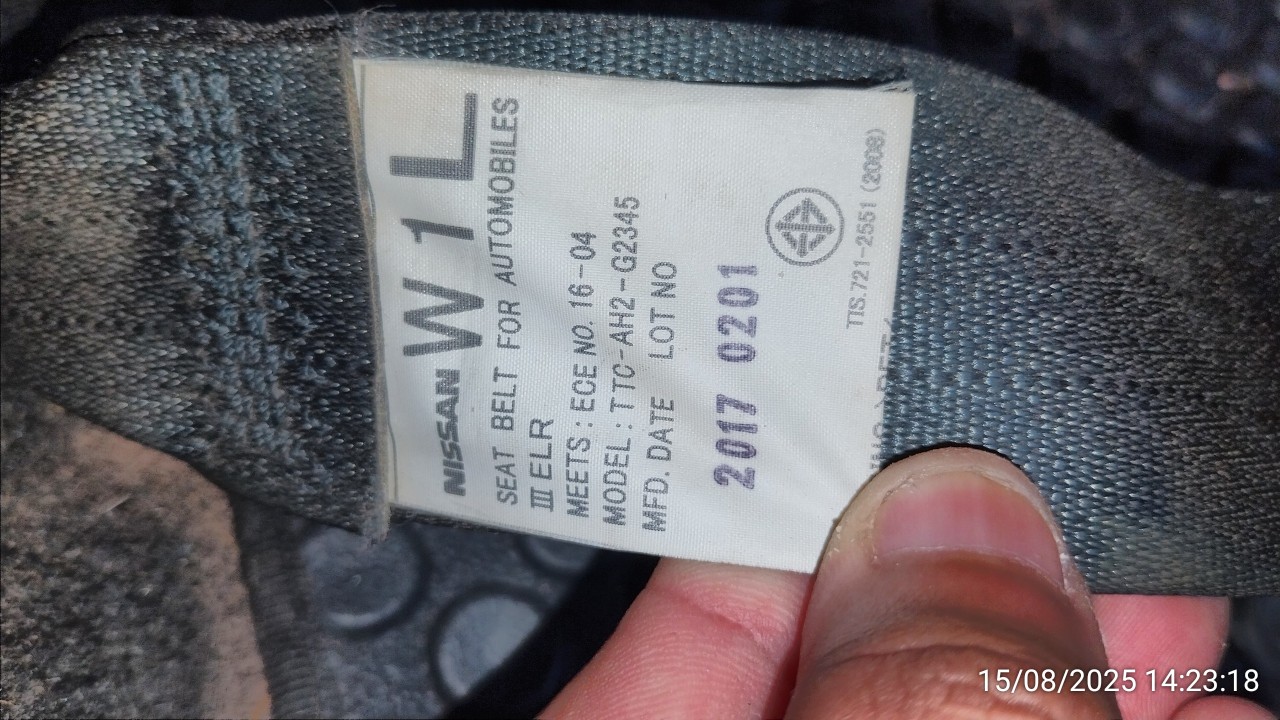 NISSAN W 1 L
SEAT BELT FOR AUTOMOBILES
III ELR
MEETS : ECE NO. 16-04
MODEL : TTC-AH2-G2345
MFD. DATE LOT NO
2017 0201
TIS.721-2551 (2008)
15/08/2025 14:23:18